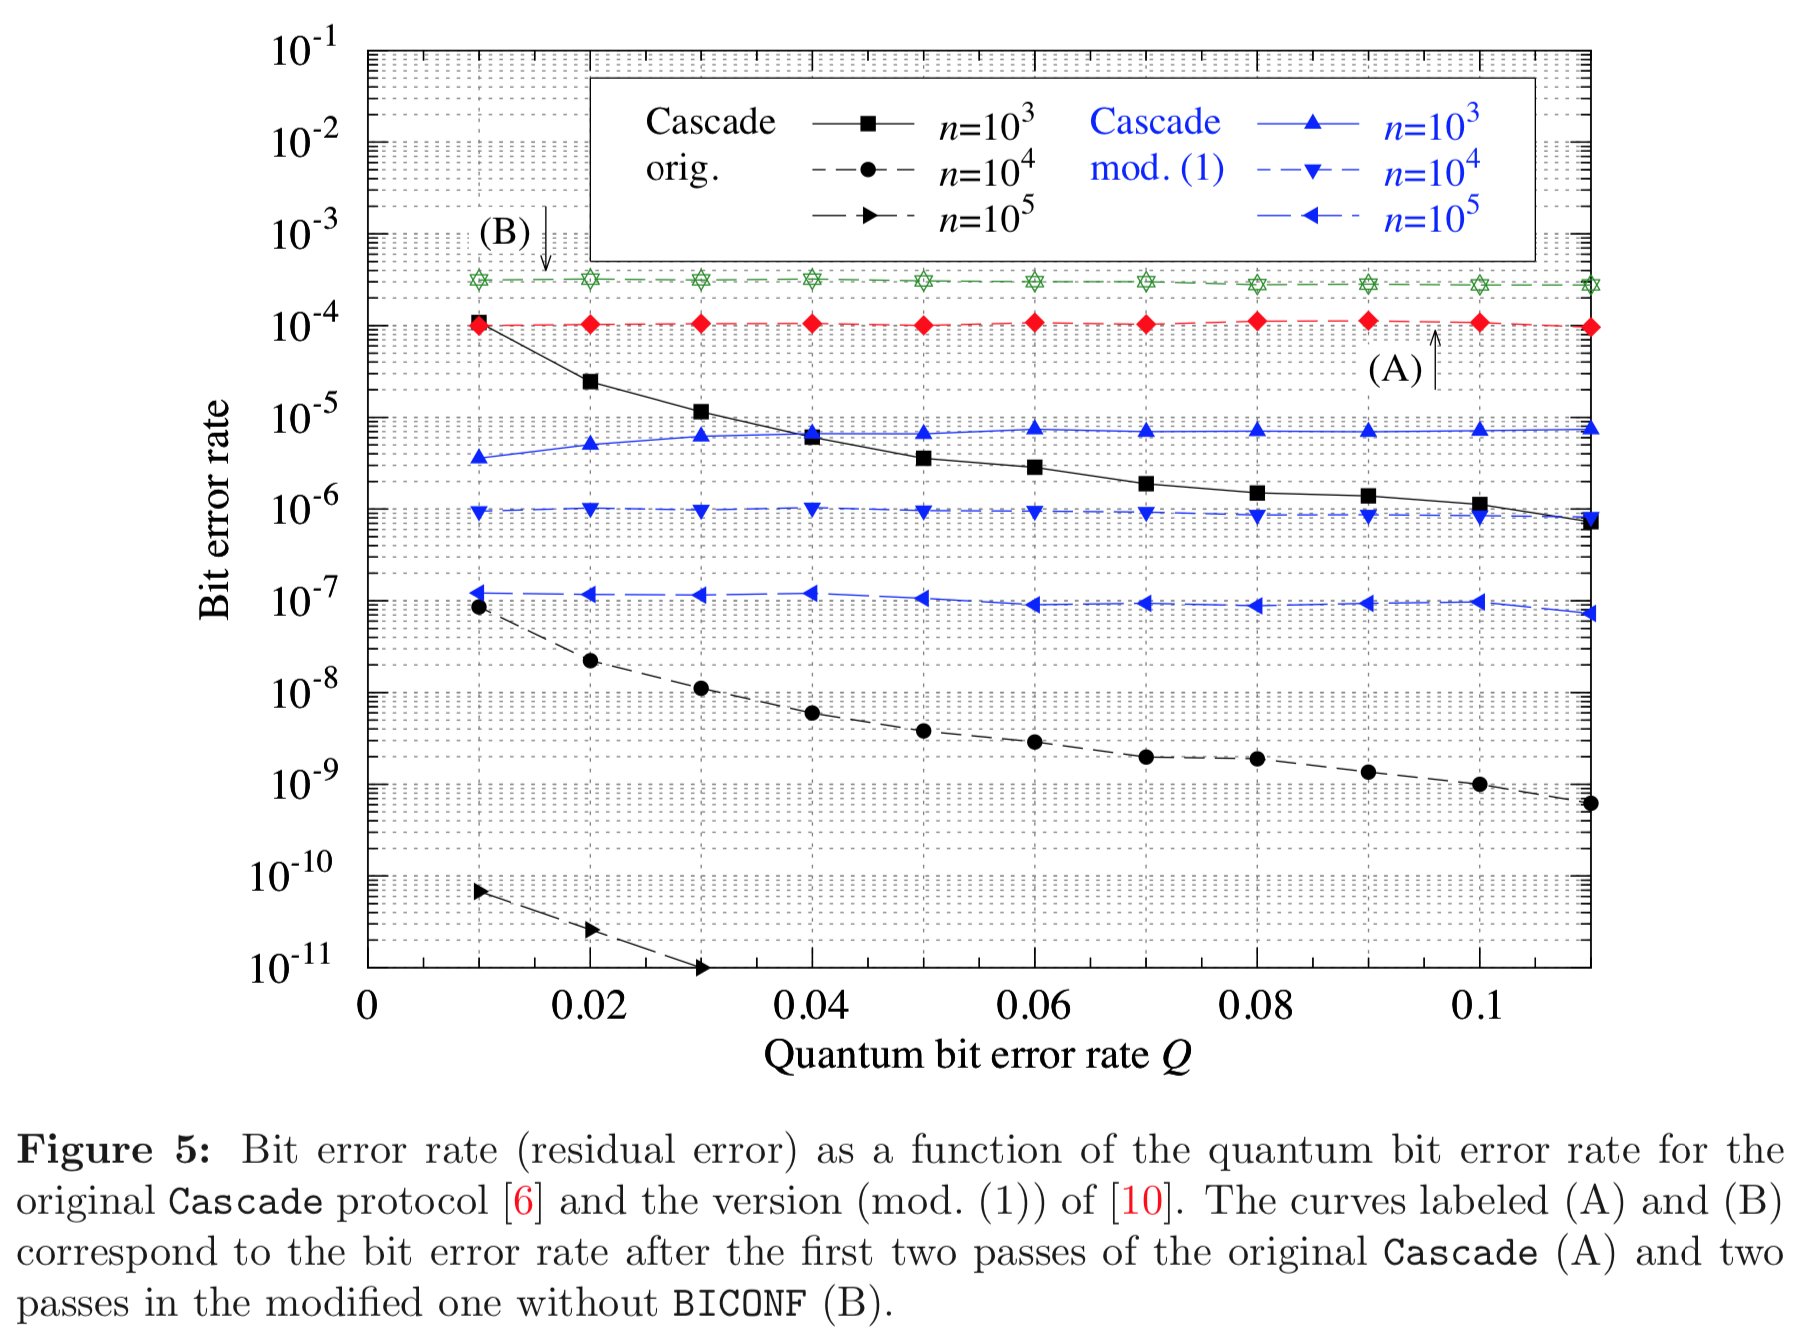 10^-1
10^-2
10^-3
10^-4
10^-5
10^-6
10^-7
10^-8
10^-9
10^-10
10^-11
Bit error rate
Cascade orig.
n=10^3
n=10^4
n=10^5
Cascade mod. (1)
n=10^3
n=10^4
n=10^5
(B)
(A)
0 0.02 0.04 0.06 0.08 0.1
Quantum bit error rate Q
Figure 5: Bit error rate (residual error) as a function of the quantum bit error rate for the
original Cascade protocol [6] and the version (mod. (1)) of [10]. The curves labeled (A) and (B)
correspond to the bit error rate after the first two passes of the original Cascade (A) and two
passes in the modified one without BICONF (B).